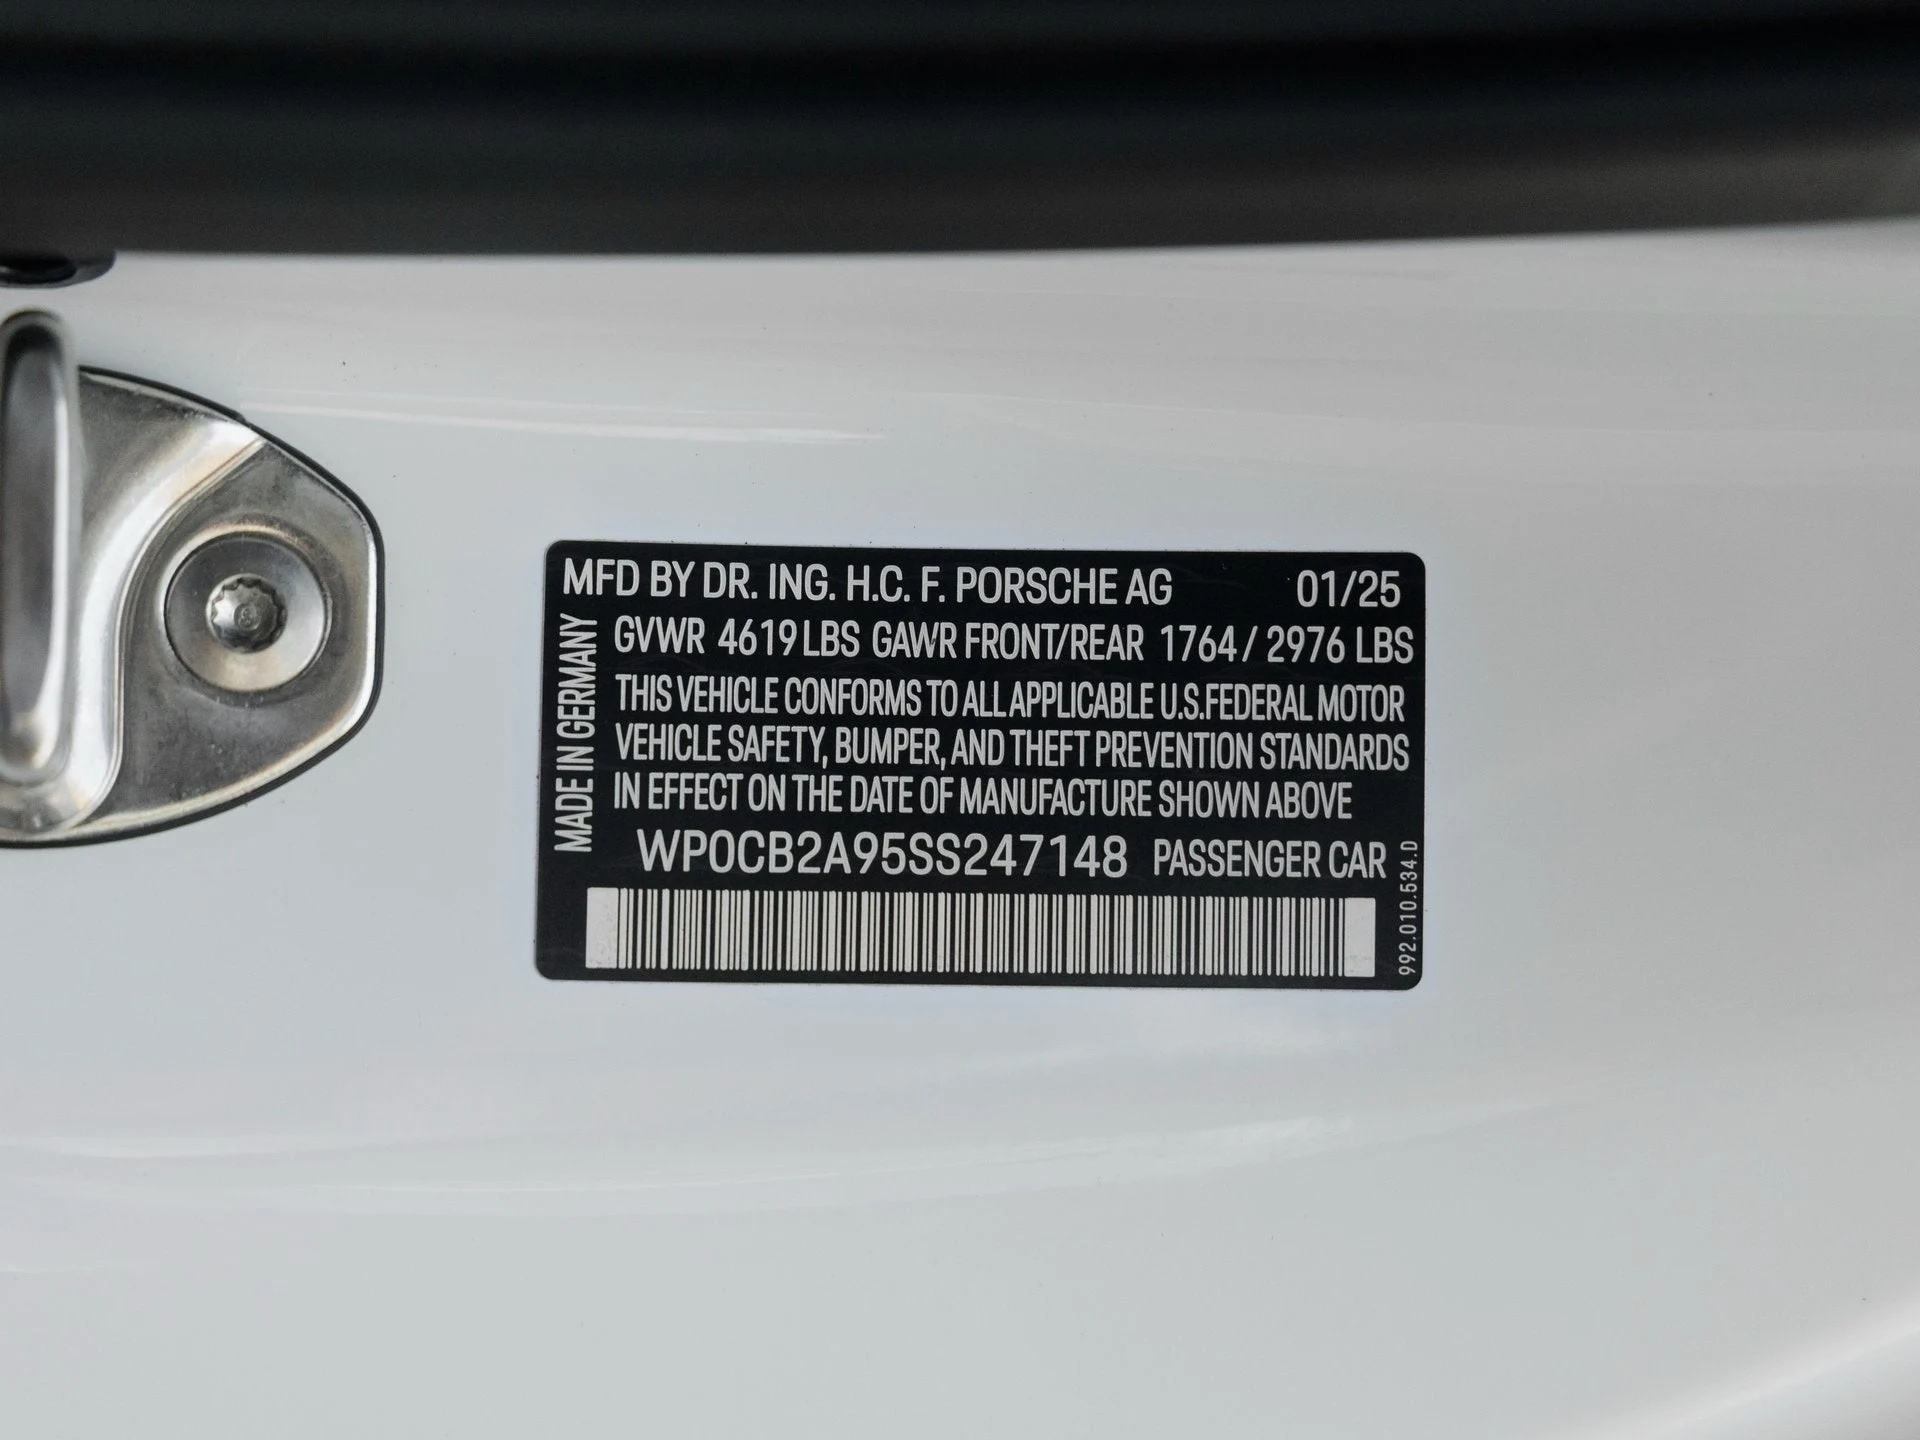 MFD BY DR. ING. H.C. F. PORSCHE AG 01/25
MADE IN GERMANY
GVWR 4619 LBS GAWR FRONT/REAR 1764 / 2976 LBS
THIS VEHICLE CONFORMS TO ALL APPLICABLE U.S.FEDERAL MOTOR
VEHICLE SAFETY, BUMPER, AND THEFT PREVENTION STANDARDS
IN EFFECT ON THE DATE OF MANUFACTURE SHOWN ABOVE
WP0CB2A95SS247148 PASSENGER CAR
992.010.534.D